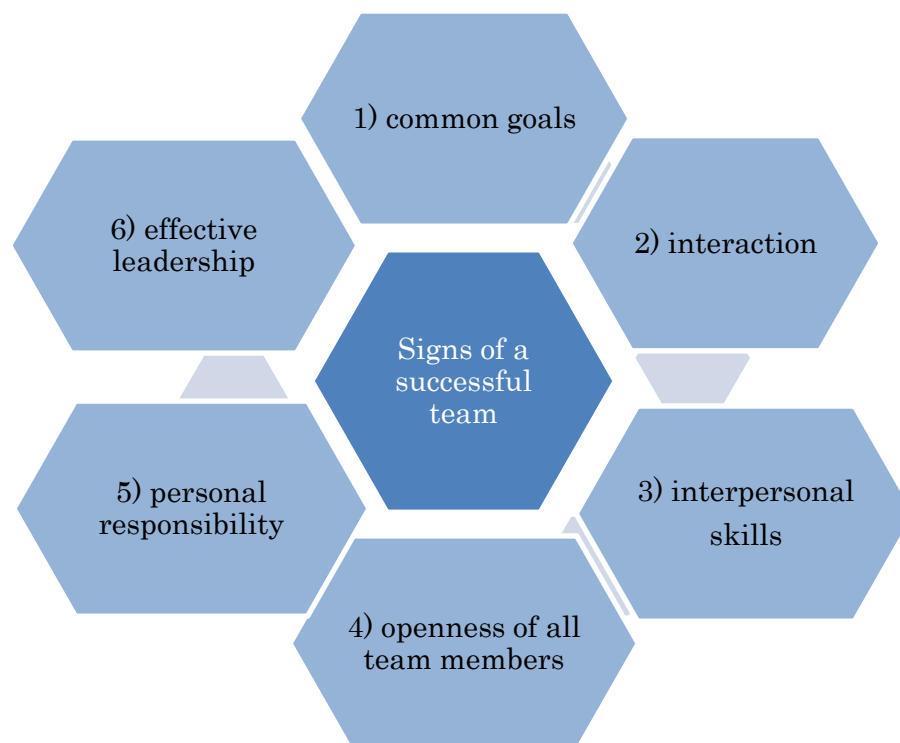 1) common goals
2) interaction
3) interpersonal
skills
4) openness of all
team members
5) personal
responsibility
6) effective
leadership
Signs of a
successful
team